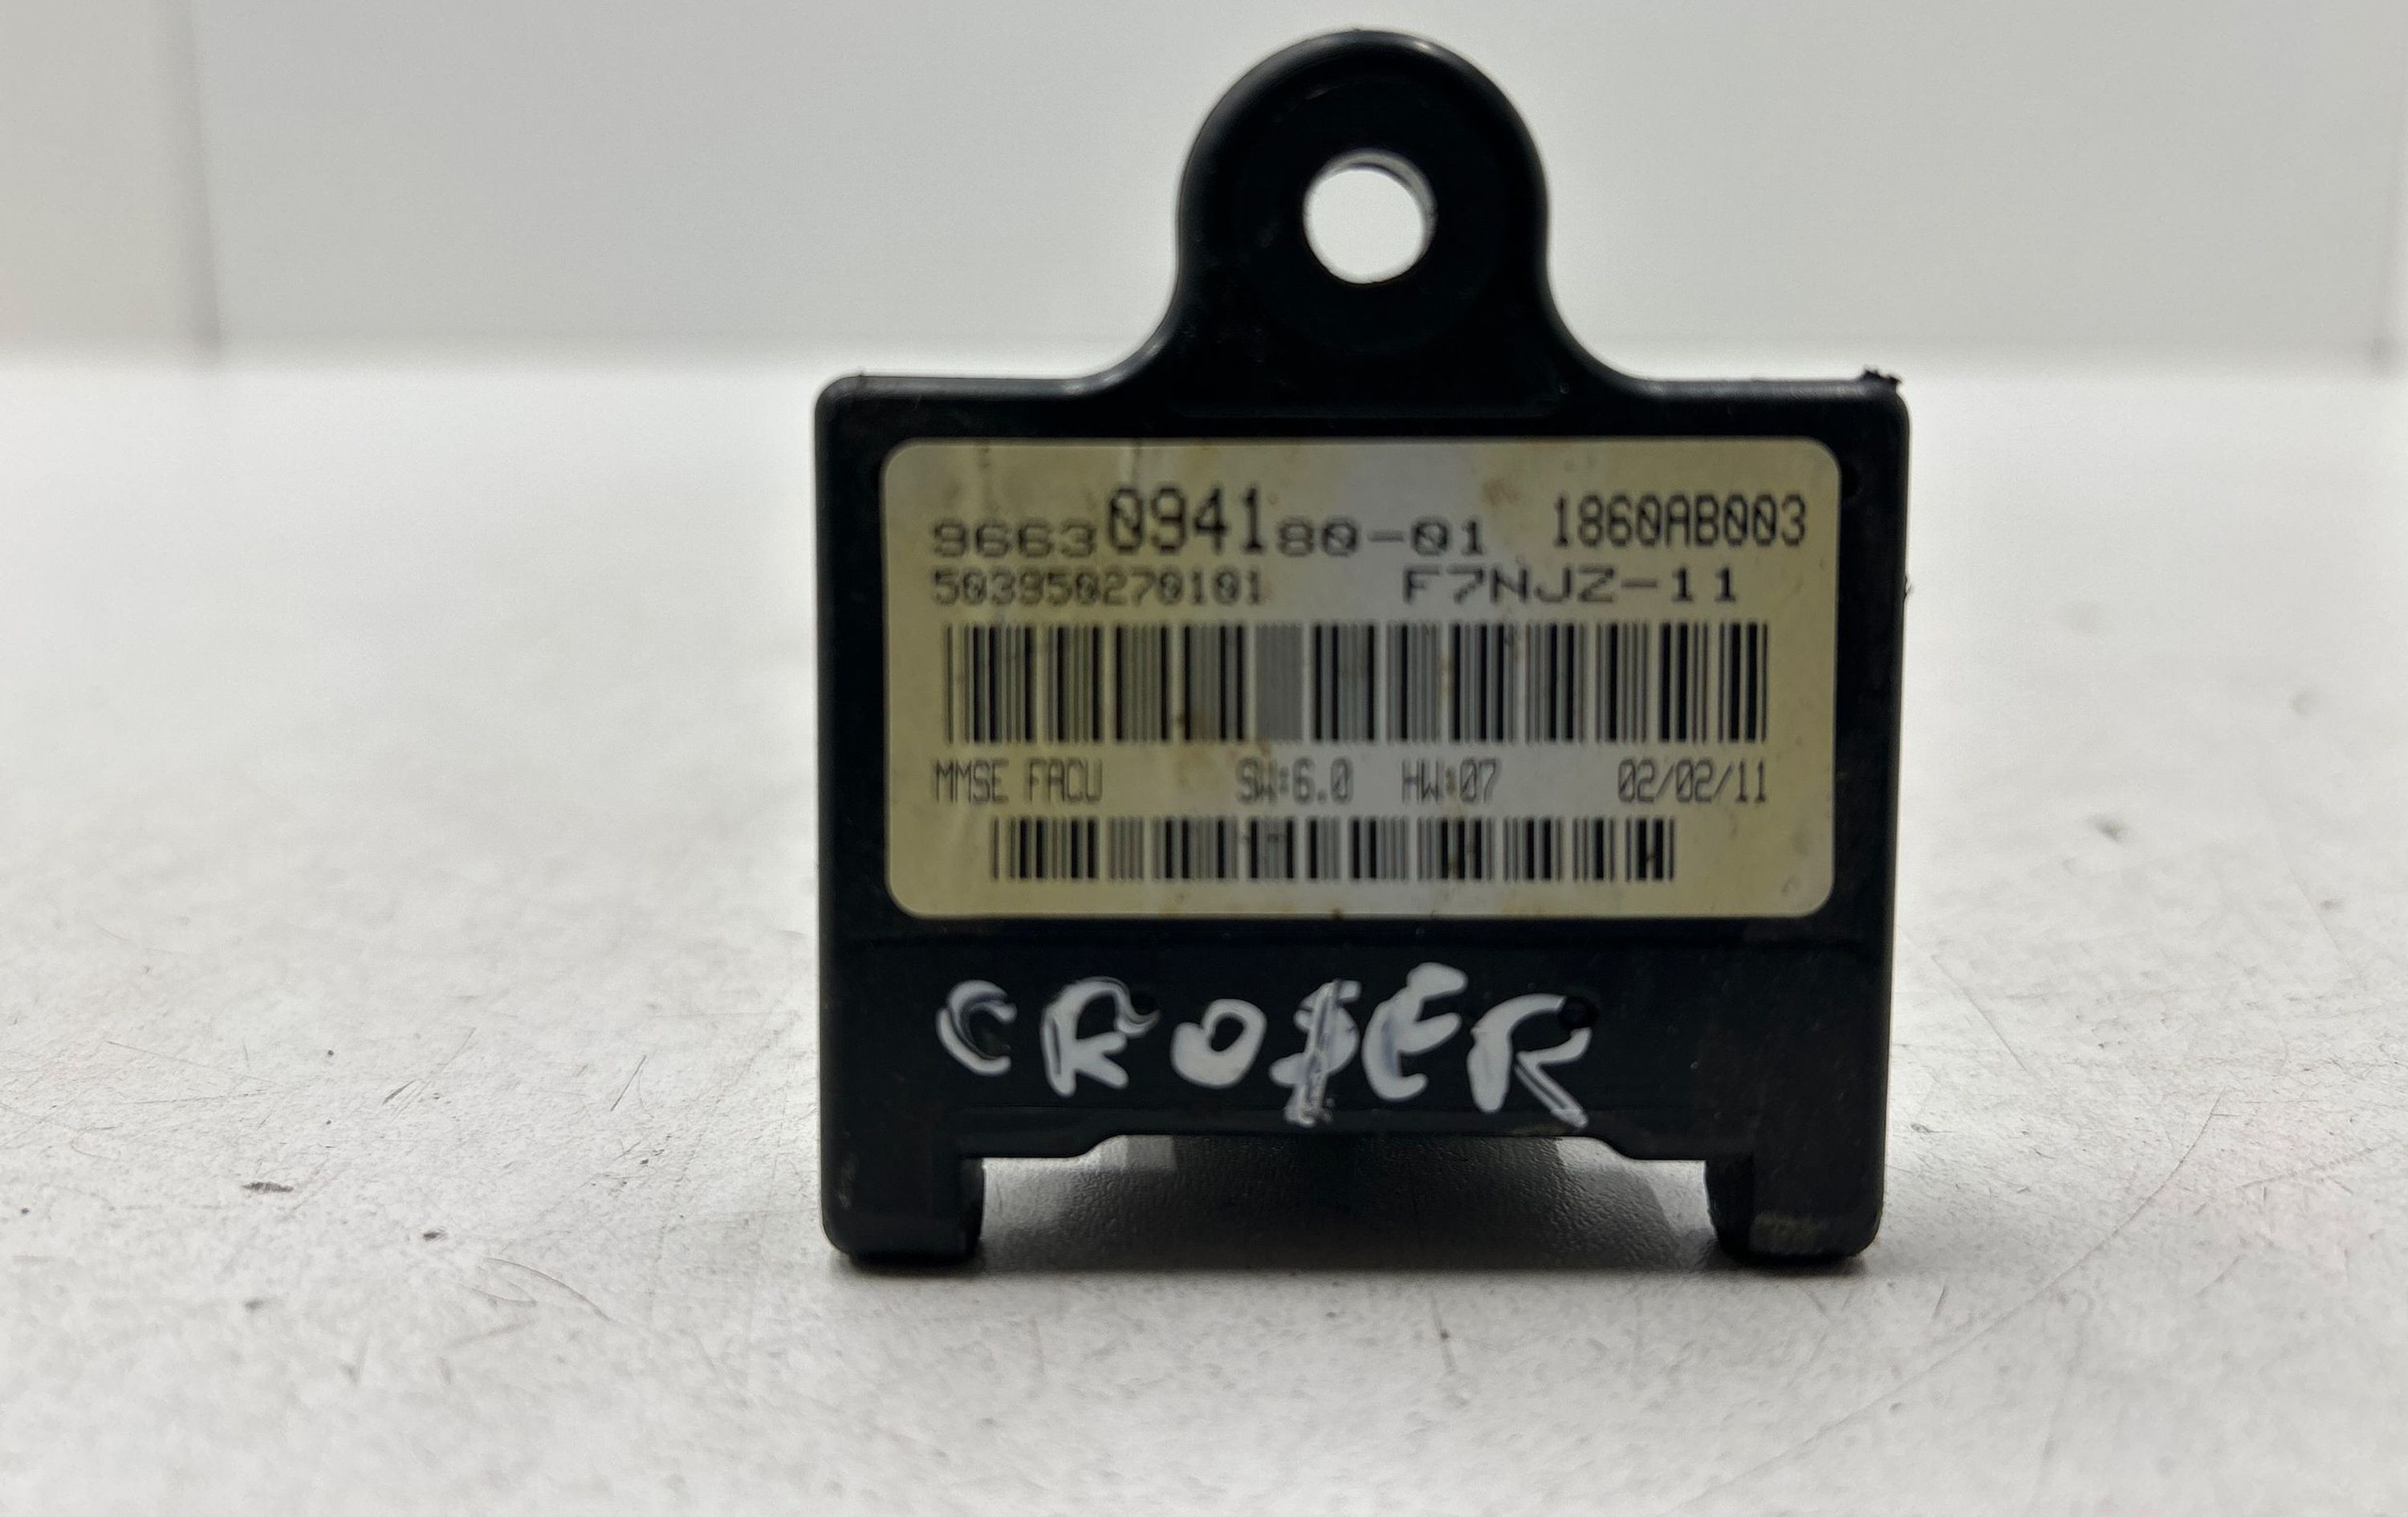 9663094180-01 1860AB003
503950270101 F7NJZ-11
MMSE FACU SW:6.0 HW:07 02/02/11
CROSER